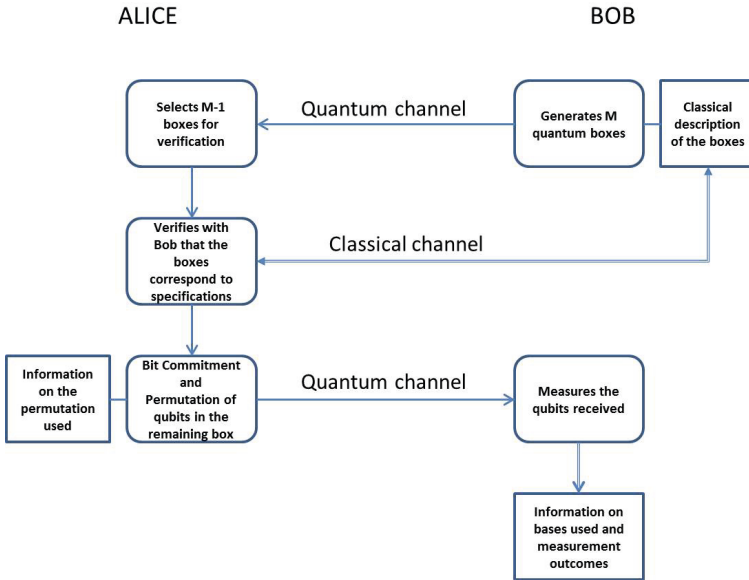 ALICE
BOB
Selects M-1
boxes for
verification
Quantum channel
Generates M
quantum boxes
Classical
description
of the boxes
Verifies with
Bob that the
boxes
correspond to
specifications
Classical channel
Information
on the
permutation
used
Bit Commitment
and
Permutation of
qubits in the
remaining box
Quantum channel
Measures the
qubits received
Information on
bases used and
measurement
outcomes